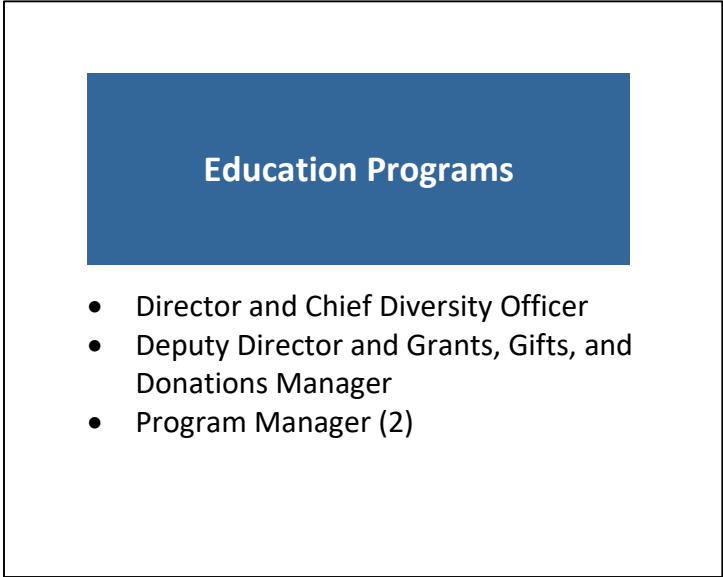 Education Programs
• Director and Chief Diversity Officer
• Deputy Director and Grants, Gifts, and
Donations Manager
• Program Manager (2)